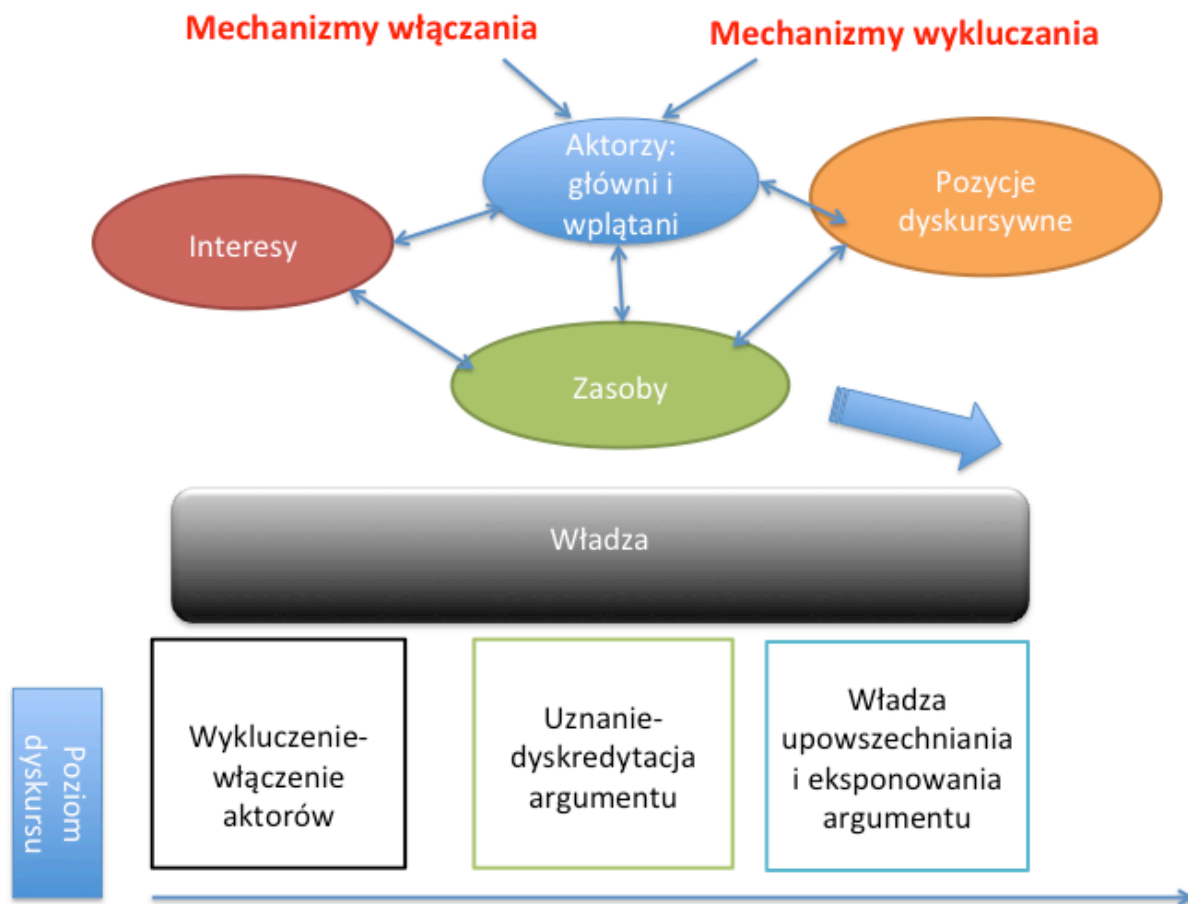 Mechanizmy włączania
Mechanizmy wykluczania
Aktorzy:
główni i
wplątani
Pozycje
dyskursywne
Interesy
Zasoby
Władza
Poziom
dyskursu
Wykluczenie-
włączenie
aktorów
Uznanie-
dyskredytacja
argumentu
Władza
upowszechniania
i eksponowania
argumentu